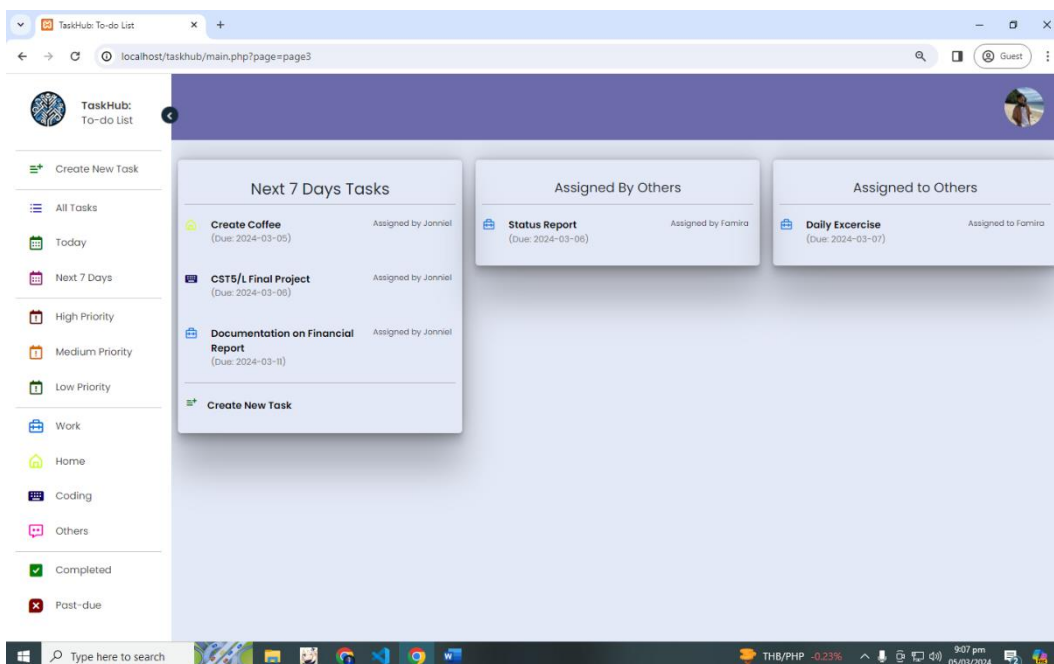 TaskHub: To-do List
localhost/taskhub/main.php?page=page3
Guest
TaskHub:
To-do List
Create New Task
All Tasks
Today
Next 7 Days
High Priority
Medium Priority
Low Priority
Work
Home
Coding
Others
Completed
Past-due
Next 7 Days Tasks
Create Coffee
Assigned by Jonniel
(Due: 2024-03-05)
CST5/L Final Project
Assigned by Jonniel
(Due: 2024-03-06)
Documentation on Financial
Assigned by Jonniel
Report
(Due: 2024-03-11)
Create New Task
Assigned By Others
Status Report
Assigned by Famira
(Due: 2024-03-06)
Assigned to Others
Daily Excercise
Assigned to Famira
(Due: 2024-03-07)
Type here to search
THB/PHP -0.23%
9:07 pm
05/03/2024